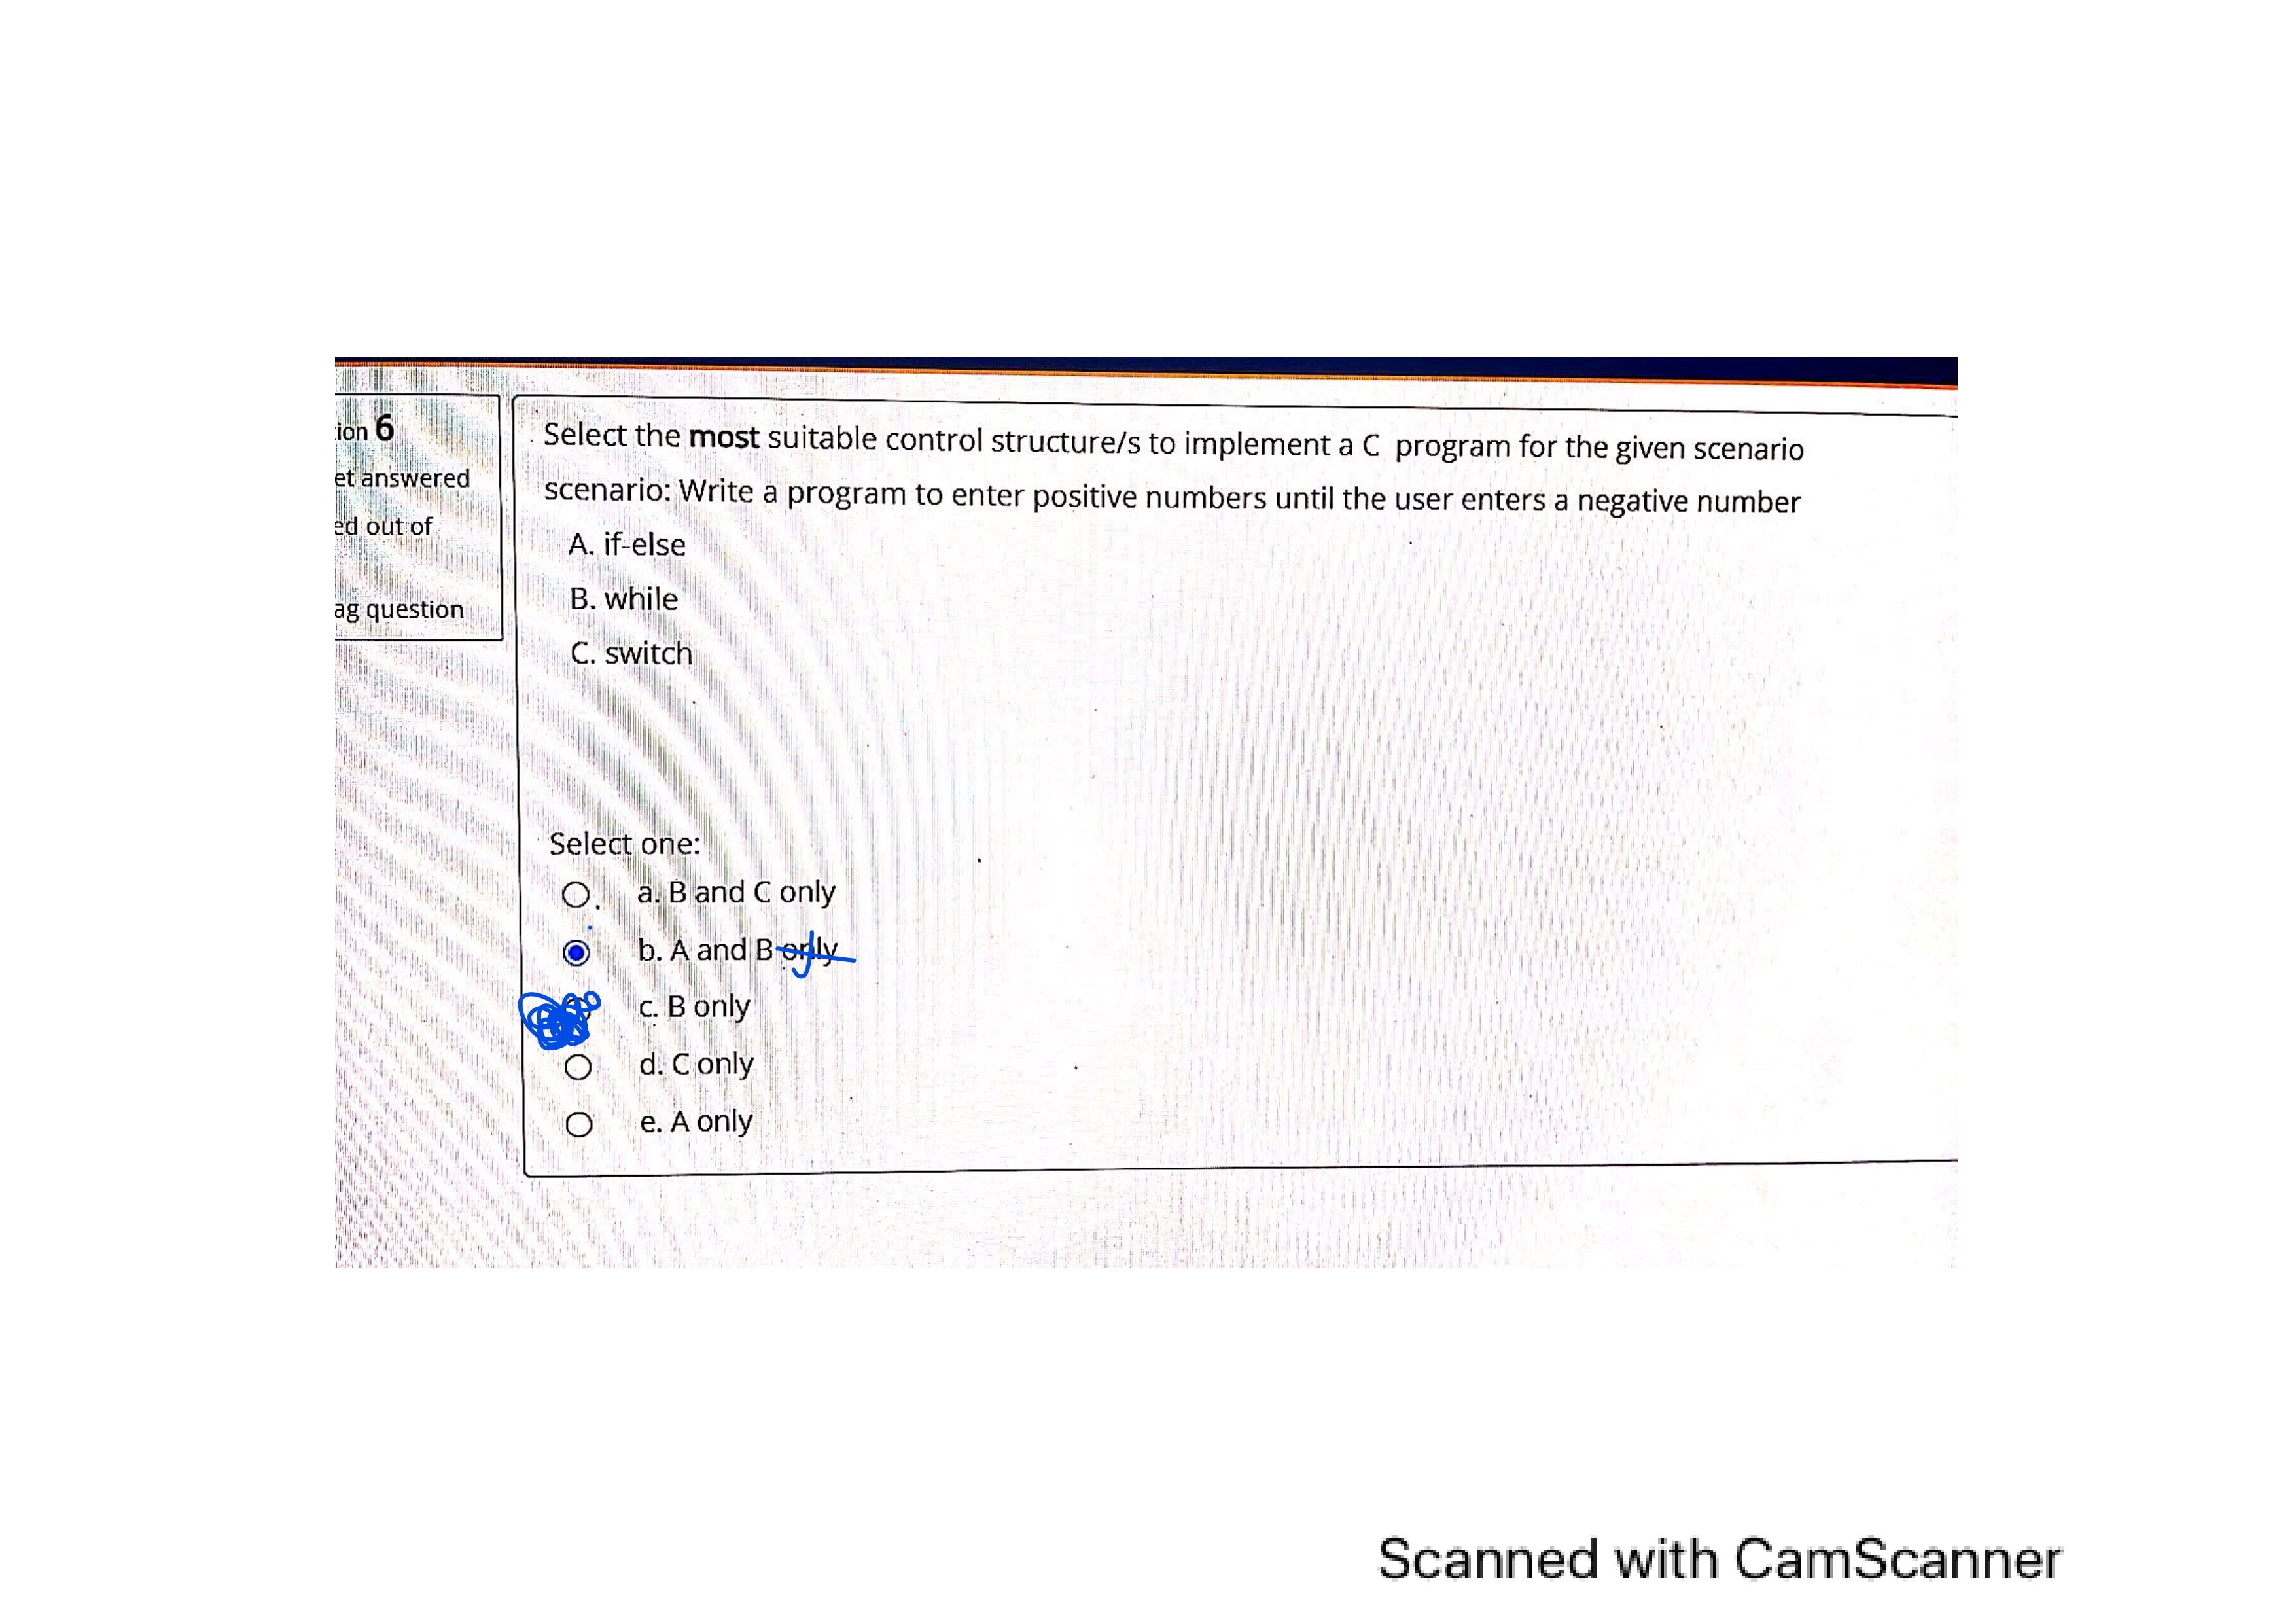 ion 6
et answered
ed out of
ag question
Select the most suitable control structure/s to implement a C program for the given scenario
scenario: Write a program to enter positive numbers until the user enters a negative number
A. if-else
B. while
C. switch
Select one:
a. B and C only
b. A and B only
c. B only
d. C only
e. A only
Scanned with CamScanner